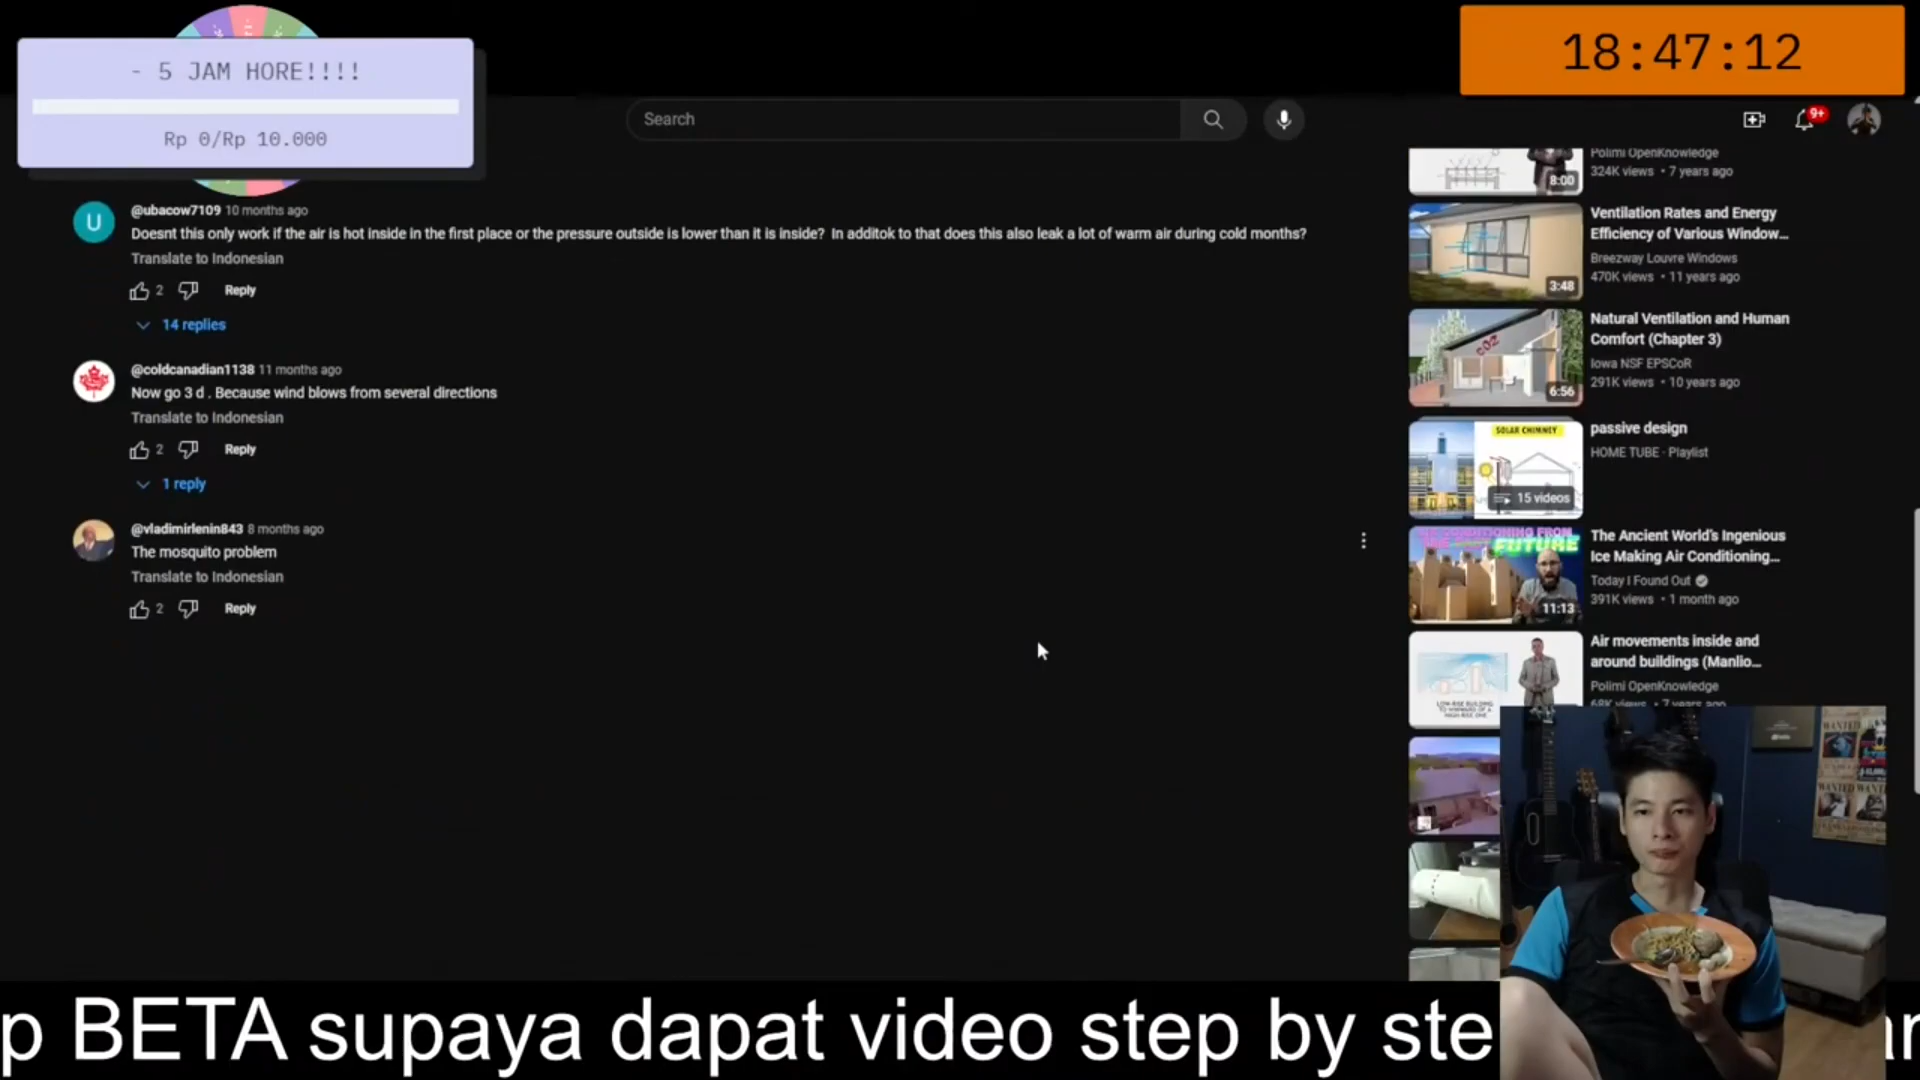 - 5 JAM HORE!!!!
Rp 0/Rp 10.000
18:47:12
Search
9+
@ubacow7109 10 months ago
Doesnt this only work if the air is hot inside in the first place or the pressure outside is lower than it is inside? In additok to that does this also leak a lot of warm air during cold months?
Translate to Indonesian
2 Reply
14 replies
@coldcanadian1138 11 months ago
Now go 3 d . Because wind blows from several directions
Translate to Indonesian
2 Reply
1 reply
@vladimirlenin843 8 months ago
The mosquito problem
Translate to Indonesian
2 Reply
Polimi OpenKnowledge
324K views • 7 years ago
8:00
Ventilation Rates and Energy
Efficiency of Various Window...
Breezway Louvre Windows
470K views • 11 years ago
3:48
Natural Ventilation and Human
Comfort (Chapter 3)
Iowa NSF EPSCoR
291K views • 10 years ago
CO2
6:56
passive design
HOME TUBE · Playlist
SOLAR CHIMNEY
15 videos
The Ancient World's Ingenious
Ice Making Air Conditioning...
Today I Found Out
391K views • 1 month ago
FUTURE
11:13
Air movements inside and
around buildings (Manlio...
Polimi OpenKnowledge
68K views • 7 years ago
U
WANTED
p BETA supaya dapat video step by ste